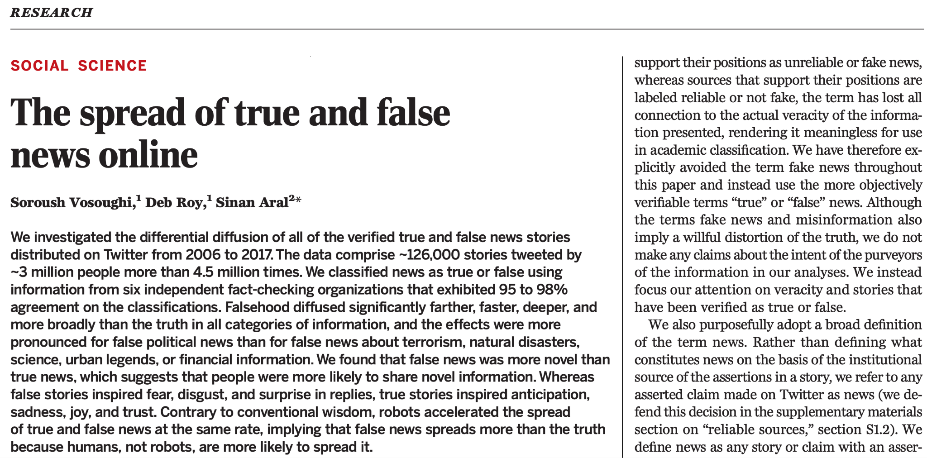 RESEARCH
SOCIAL SCIENCE
The spread of true and false
news online
Soroush Vosoughi,¹ Deb Roy,¹ Sinan Aral²*
We investigated the differential diffusion of all of the verified true and false news stories
distributed on Twitter from 2006 to 2017. The data comprise ~126,000 stories tweeted by
~3 million people more than 4.5 million times. We classified news as true or false using
information from six independent fact-checking organizations that exhibited 95 to 98%
agreement on the classifications. Falsehood diffused significantly farther, faster, deeper, and
more broadly than the truth in all categories of information, and the effects were more
pronounced for false political news than for false news about terrorism, natural disasters,
science, urban legends, or financial information. We found that false news was more novel than
true news, which suggests that people were more likely to share novel information. Whereas
false stories inspired fear, disgust, and surprise in replies, true stories inspired anticipation,
sadness, joy, and trust. Contrary to conventional wisdom, robots accelerated the spread
of true and false news at the same rate, implying that false news spreads more than the truth
because humans, not robots, are more likely to spread it.
support their positions as unreliable or fake news,
whereas sources that support their positions are
labeled reliable or not fake, the term has lost all
connection to the actual veracity of the informa-
tion presented, rendering it meaningless for use
in academic classification. We have therefore ex-
plicitly avoided the term fake news throughout
this paper and instead use the more objectively
verifiable terms “true” or “false” news. Although
the terms fake news and misinformation also
imply a willful distortion of the truth, we do not
make any claims about the intent of the purveyors
of the information in our analyses. We instead
focus our attention on veracity and stories that
have been verified as true or false.
We also purposefully adopt a broad definition
of the term news. Rather than defining what
constitutes news on the basis of the institutional
source of the assertions in a story, we refer to any
asserted claim made on Twitter as news (we de-
fend this decision in the supplementary materials
section on “reliable sources,” section S1.2). We
define news as any story or claim with an asser-